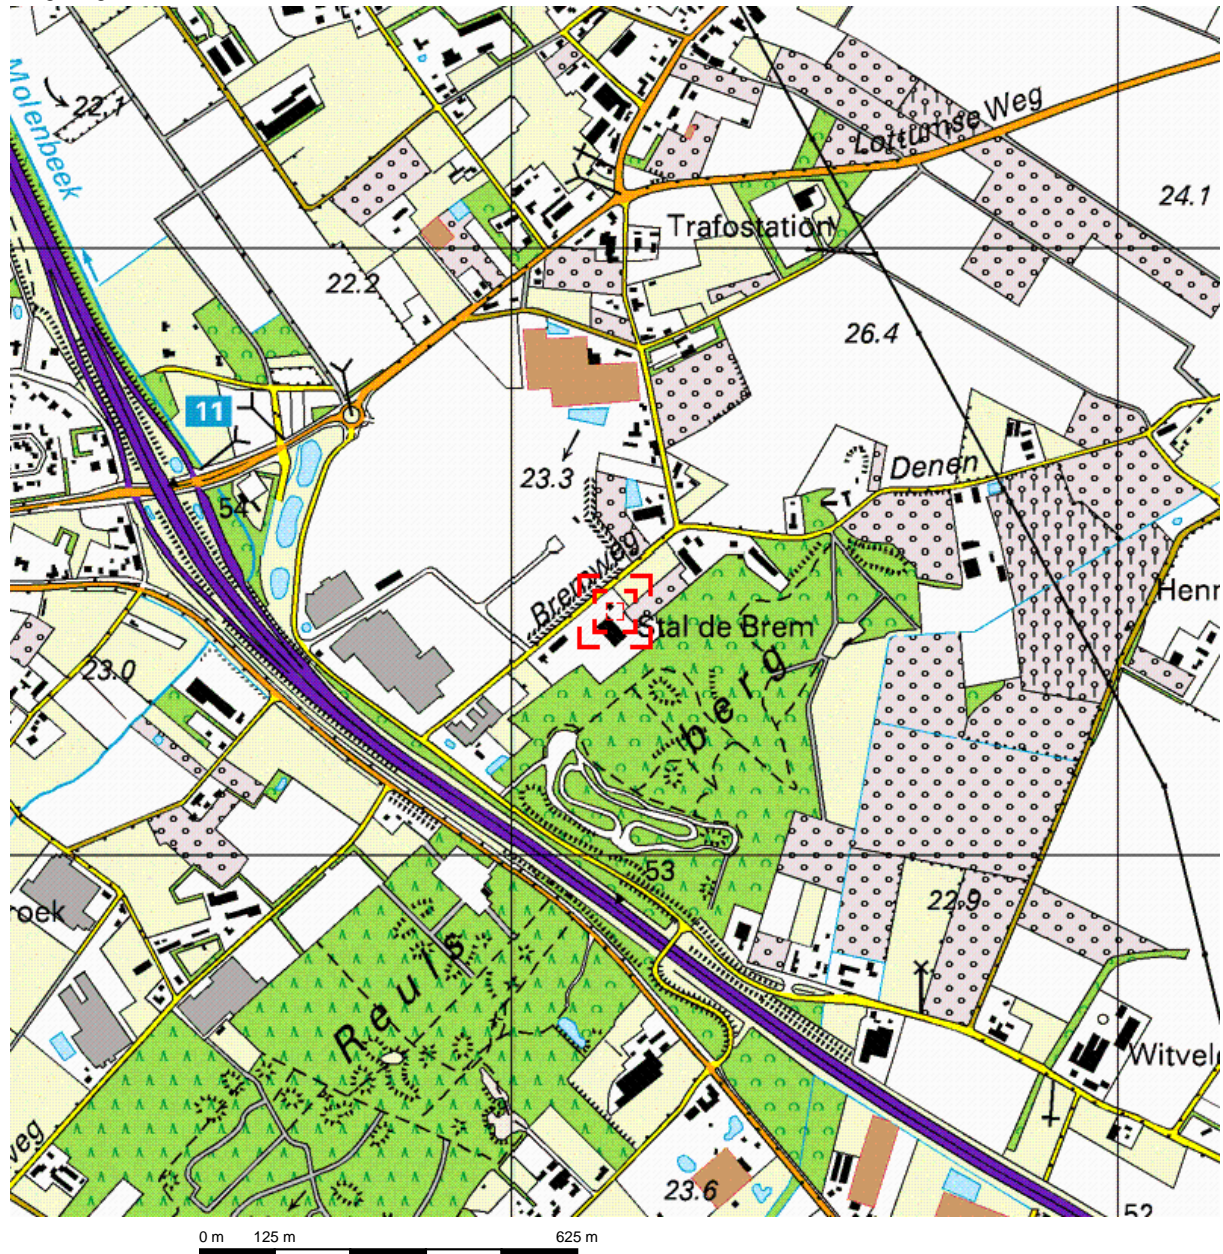 Molenbeek
22.1
Lottumse Weg
24.1
Trafostation
22.2
26.4
11
Denen
23.3
54
Bremweg
Henr
Stal de Brem
23.0
berg
53
22.9
roek
Reuls
Witvel
weg
23.6
52
0 m 125 m 625 m